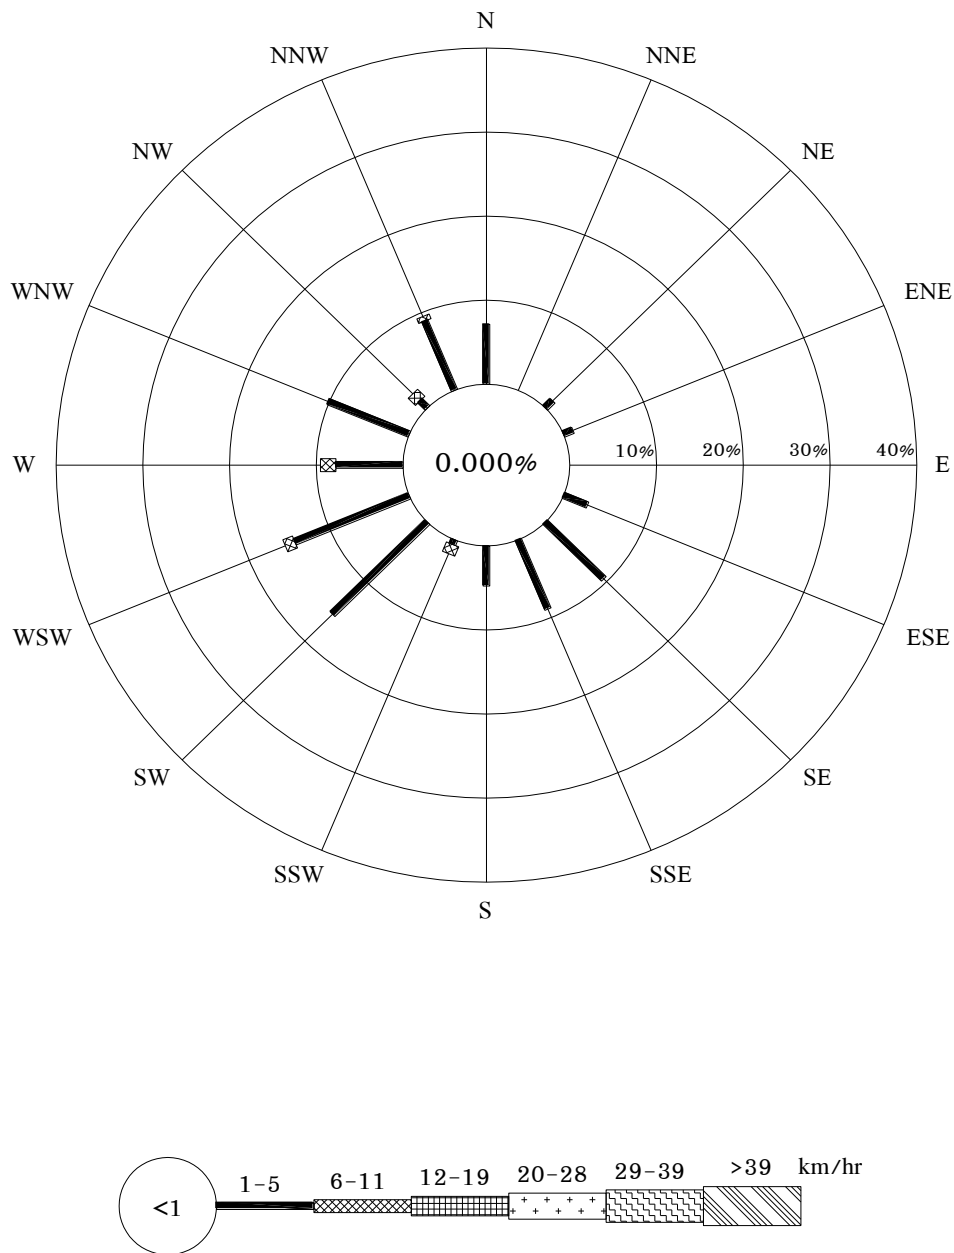 N
NNW NNE
NW NE
WNW ENE
10% 20% 30% 40%
W 0.000% E
WSW ESE
SW SE
SSW SSE
S
1-5 6-11 12-19 20-28 29-39 >39 km/hr
<1